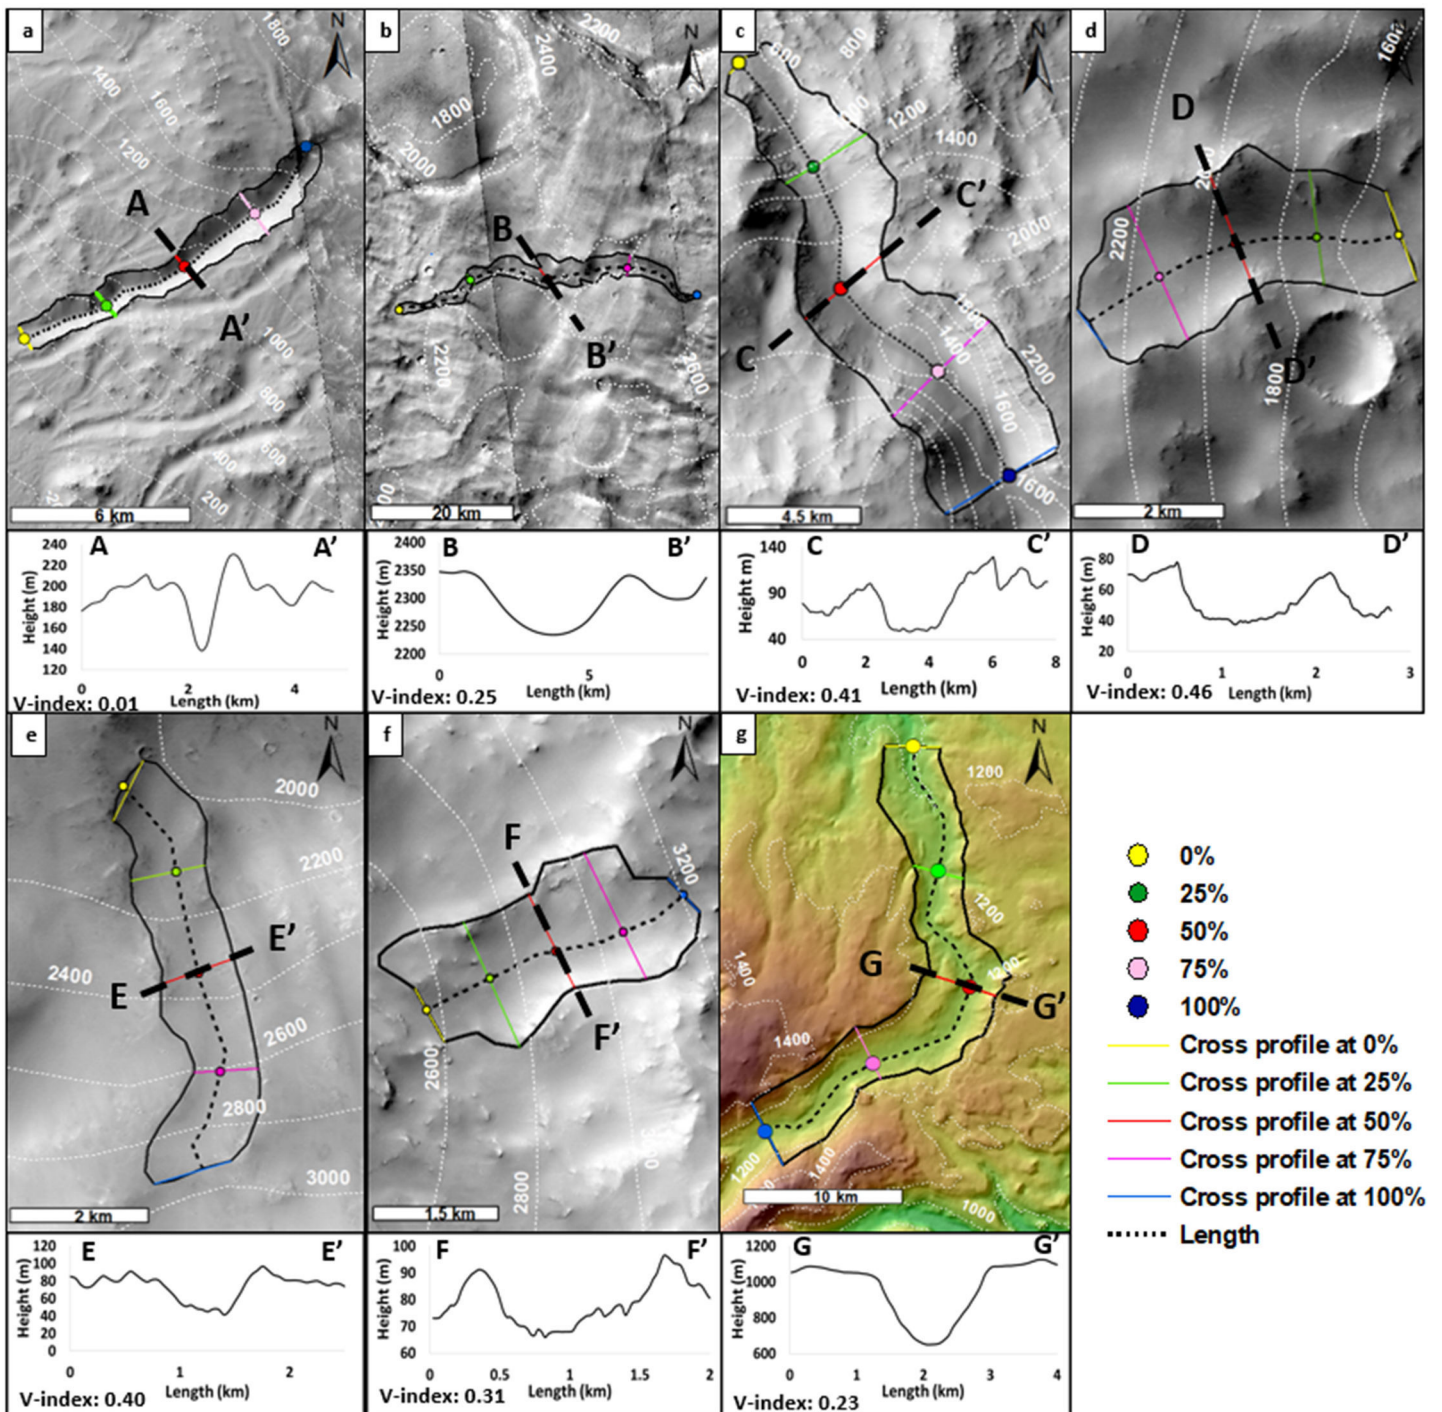 a
N
1800
1400
1600
1200
A
A’
1000
800
600
400
200
6 km
b
N
2200
2400
1800
2000
B
B’
2200
2600
20 km
c
N
600
800
1200
1400
C’
2000
C
1800
1400
2200
1600
1600
4.5 km
d
D
2200
1800
D’
2 km
240
220
200
180
160
140
120
Height (m)
A
A’
0
2
4
Length (km)
V-index: 0.01
2400
2350
2300
2250
2200
Height (m)
B
B’
5
Length (km)
V-index: 0.25
140
90
40
Height m)
C
C’
0
2
4
6
8
Length (km)
V-index: 0.41
80
60
40
20
Height (m)
D
D’
0
1
2
3
Length (km)
V-index: 0.46
e
N
2000
2200
E’
2400
E
2600
2800
3000
2 km
f
N
F
3200
F’
2600
2800
1.5 km
g
N
1200
1200
G
1200
G’
1400
1400
1200
1400
1000
10 km
120
100
80
60
40
20
0
Height (m)
E
E’
0
1
2
Length (km)
V-index: 0.40
100
90
80
70
60
Height (m)
F
F’
0
0.5
1
1.5
2
Length (km)
V-index: 0.31
1200
1000
800
600
Height (m)
G
G’
0
1
2
3
4
Length (km)
V-index: 0.23
0%
25%
50%
75%
100%
Cross profile at 0%
Cross profile at 25%
Cross profile at 50%
Cross profile at 75%
Cross profile at 100%
Length